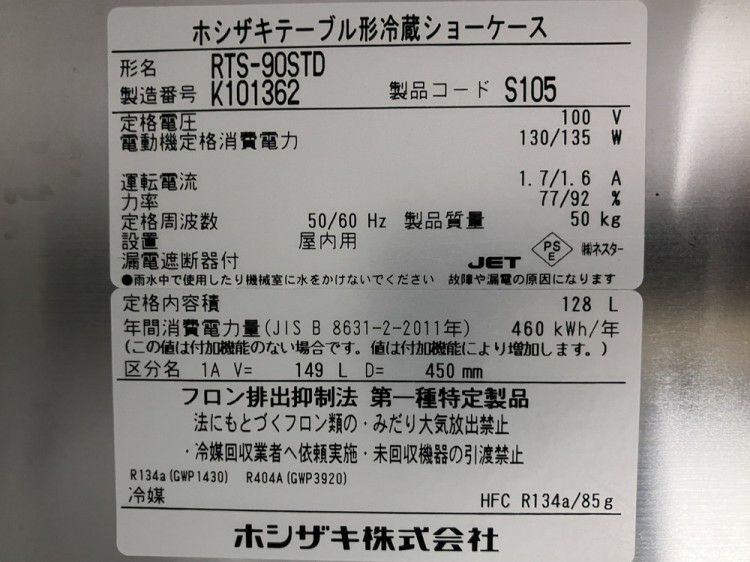 ホシザキテーブル形冷蔵ショーケース
形名 RTS-90STD
製造番号 K101362 製品コード S105
定格電圧 100 V
電動機定格消費電力 130/135 W
運転電流 1.7/1.6 A
力率 77/92 %
定格周波数 50/60 Hz 製品質量 50 kg
設置 屋内用
漏電遮断器付 JET PS E ㈱ネスター
●雨水中で使用したり機械室に水をかけないでください 故障や漏電の原因になります
定格内容積 128 L
年間消費電力量(JIS B 8631-2-2011年) 460 kWh/年
(この値は付加機能のない場合です。値は付加機能により増加します。)
区分名 1A V= 149 L D= 450 mm
フロン排出抑制法 第一種特定製品
法にもとづくフロン類の・みだり大気放出禁止
・冷媒回収業者へ依頼実施・未回収機器の引渡禁止
R134a(GWP1430) R404A(GWP3920)
冷媒 HFC R134a/85g
ホシザキ株式会社